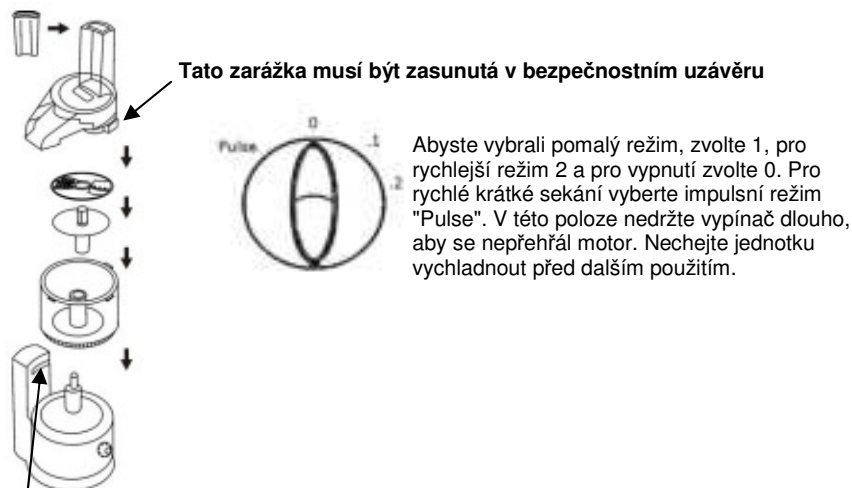 Tato zarážka musí být zasunutá v bezpečnostním uzávěru
0
Pulse
.1
.2
Abyste vybrali pomalý režim, zvolte 1, pro
rychlejší režim 2 a pro vypnutí zvolte 0. Pro
rychlé krátké sekání vyberte impulsní režim
"Pulse". V této poloze nedržte vypínač dlouho,
aby se nepřehřál motor. Nechejte jednotku
vychladnout před dalším použitím.